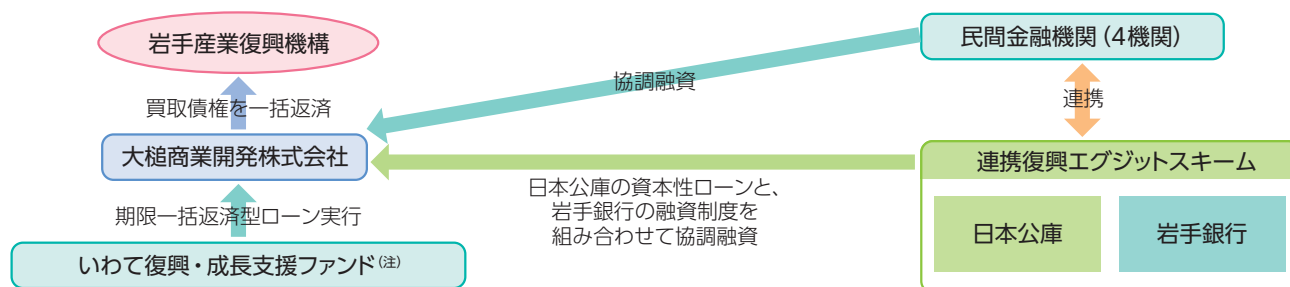 岩手産業復興機構
民間金融機関（4機関）
協調融資
買取債権を一括返済
連携
大槌商業開発株式会社
連携復興エグジットスキーム
日本公庫の資本性ローンと、
岩手銀行の融資制度を
組み合わせて協調融資
期限一括返済型ローン実行
日本公庫
岩手銀行
いわて復興・成長支援ファンド(注)